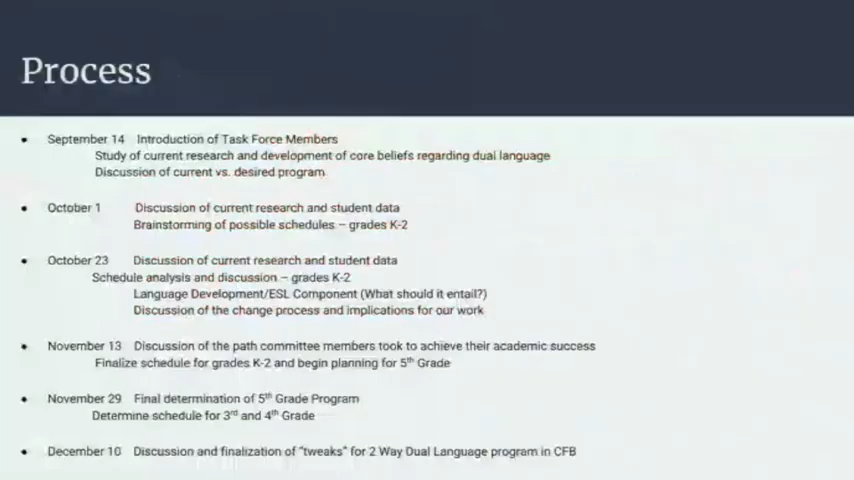 Process
• September 14 Introduction of Task Force Members
Study of current research and development of core beliefs regarding dual language
Discussion of current vs. desired program
• October 1 Discussion of current research and student data
Brainstorming of possible schedules – grades K-2
• October 23 Discussion of current research and student data
Schedule analysis and discussion – grades K-2
Language Development/ESL Component (What should it entail?)
Discussion of the change process and implications for our work
• November 13 Discussion of the path committee members took to achieve their academic success
Finalize schedule for grades K-2 and begin planning for 5th Grade
• November 29 Final determination of 5th Grade Program
Determine schedule for 3rd and 4th Grade
• December 10 Discussion and finalization of "tweaks" for 2 Way Dual Language program in CFB